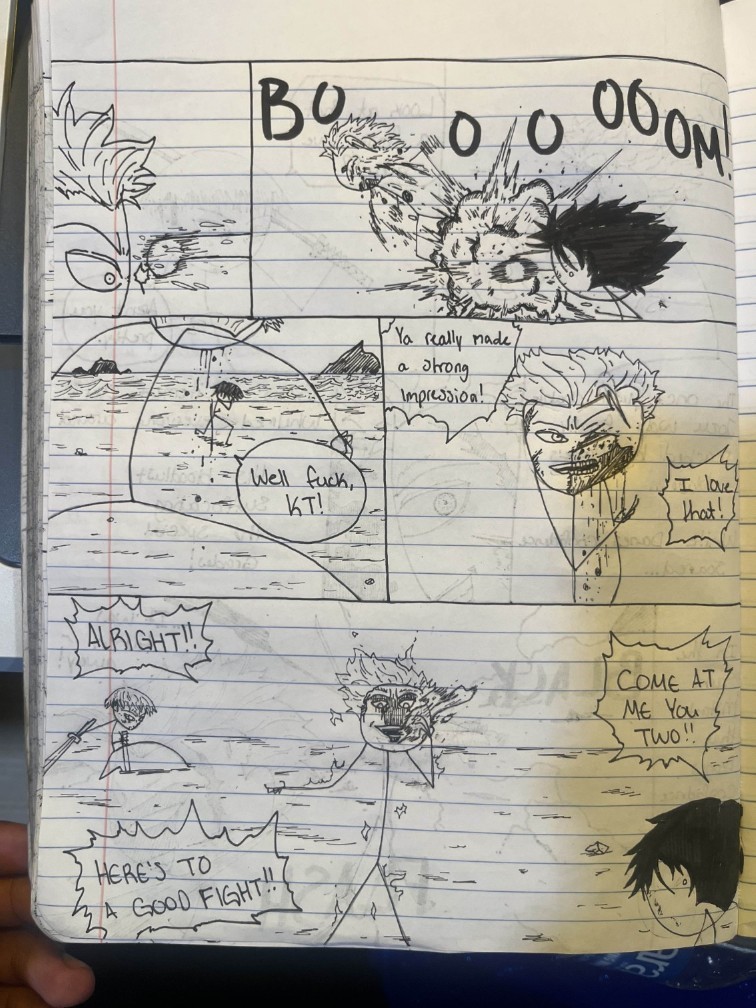 BOOOOOOM!
Well fuck,
KT!
Ya really made
a strong
impression!
I love
that!
ALRIGHT!!
COME AT
ME YOU
TWO!!
HERE'S TO
A GOOD FIGHT!!